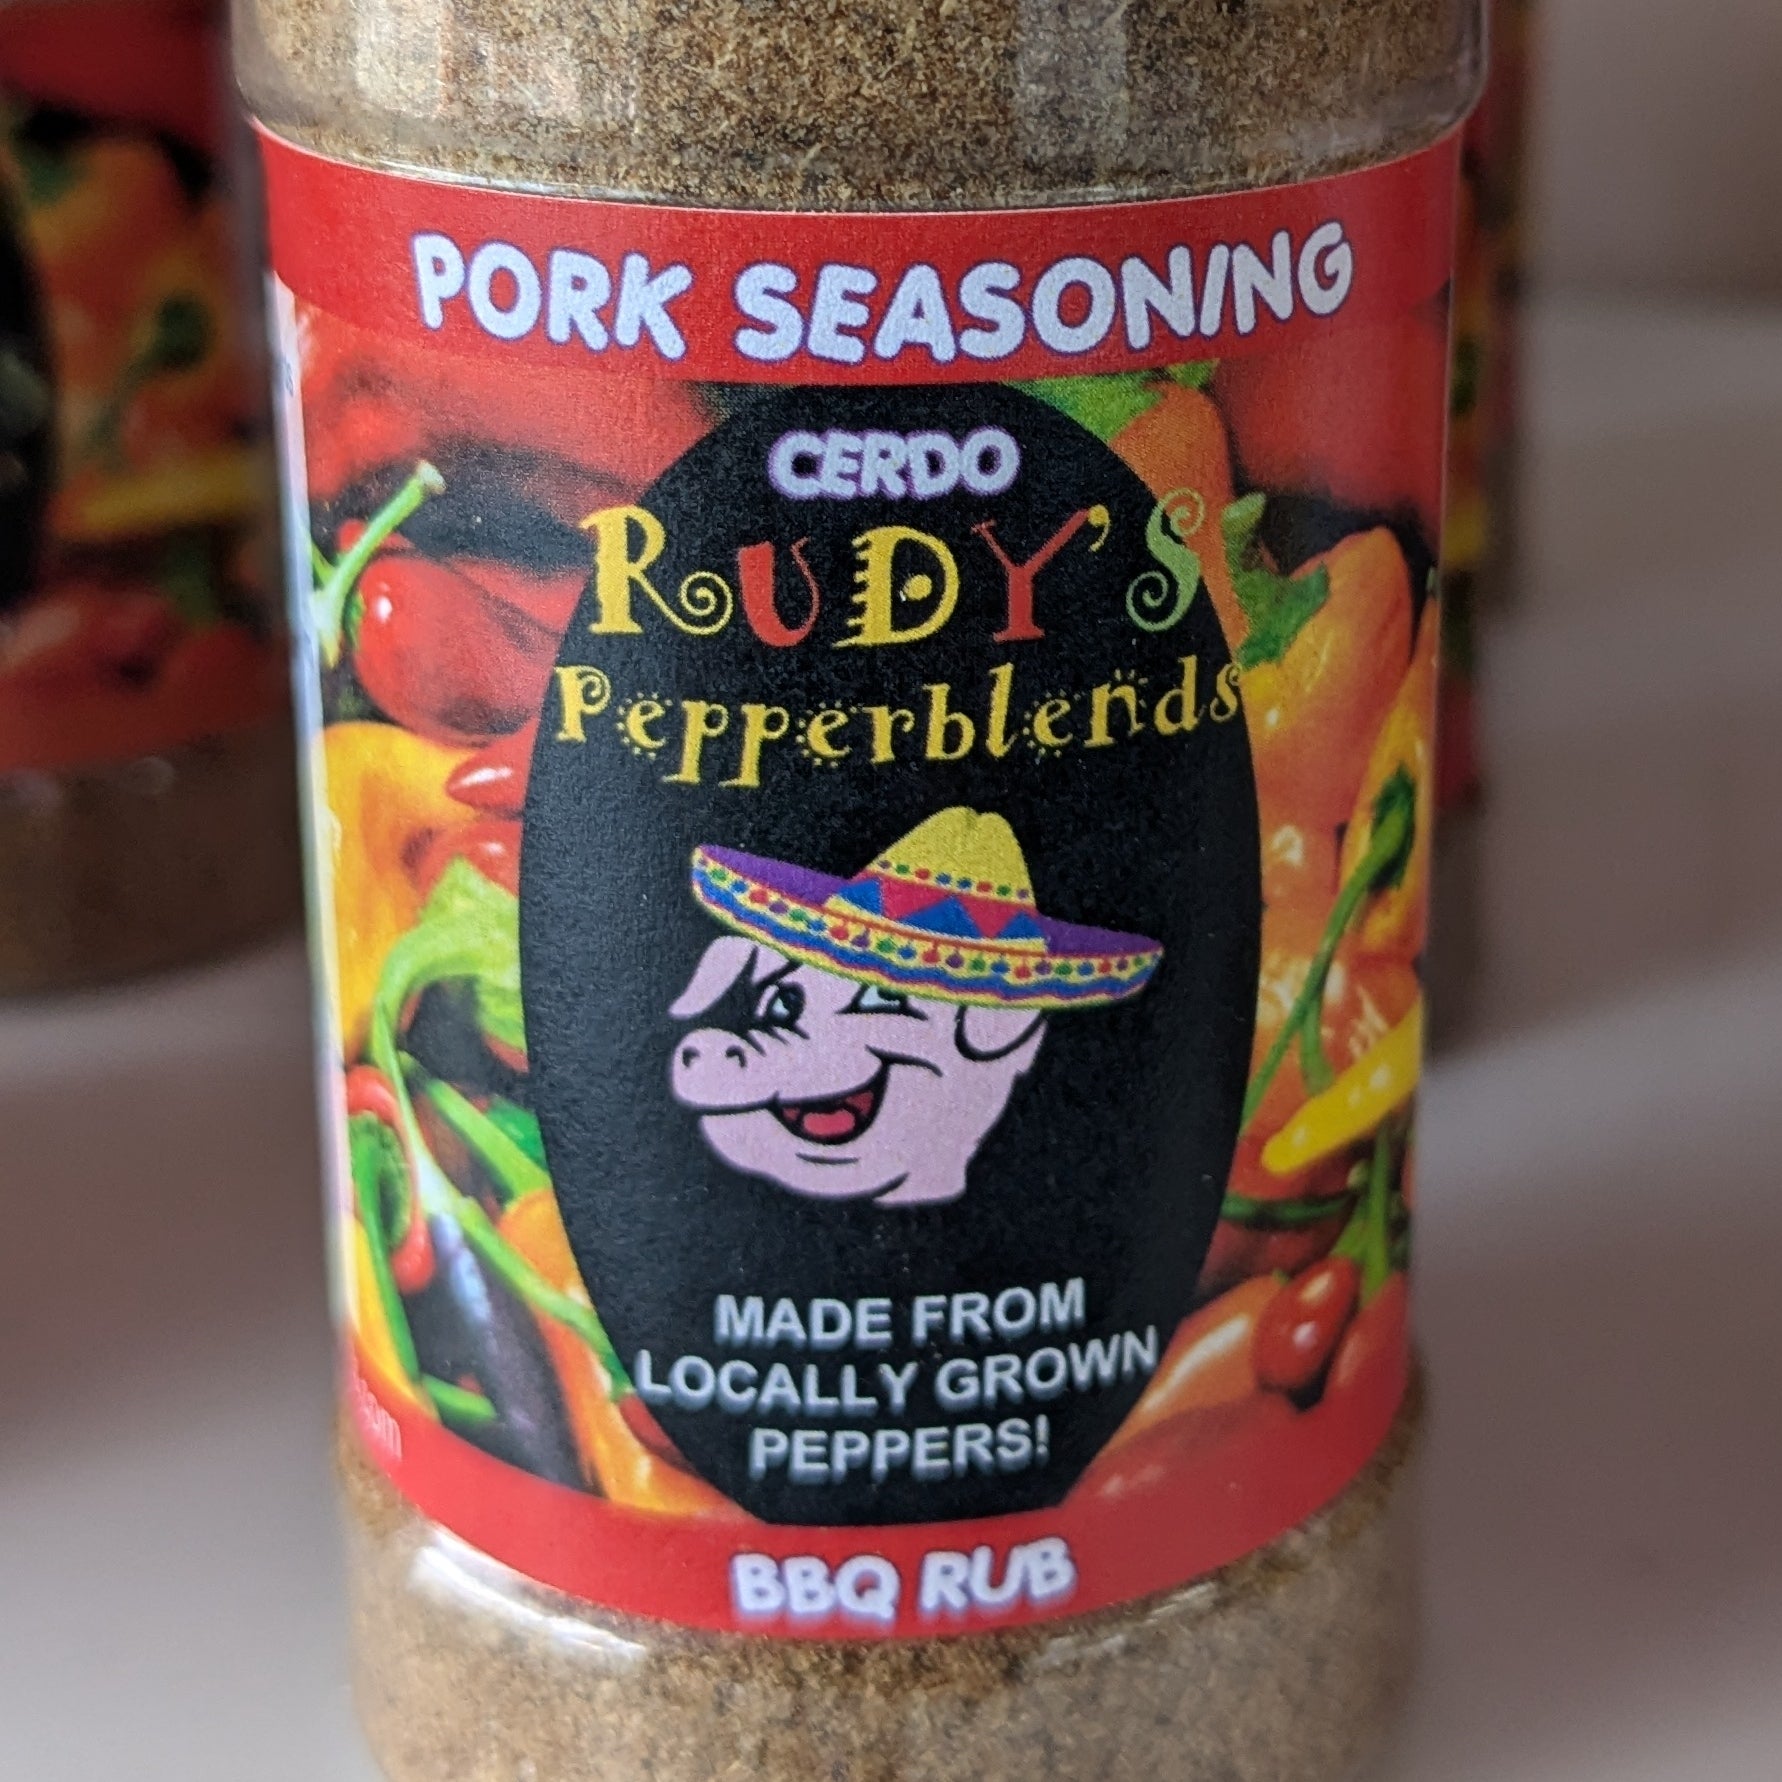 PORK SEASONING
CERDO
RUDY'S
Pepperblends
MADE FROM
LOCALLY GROWN
PEPPERS!
BBQ RUB